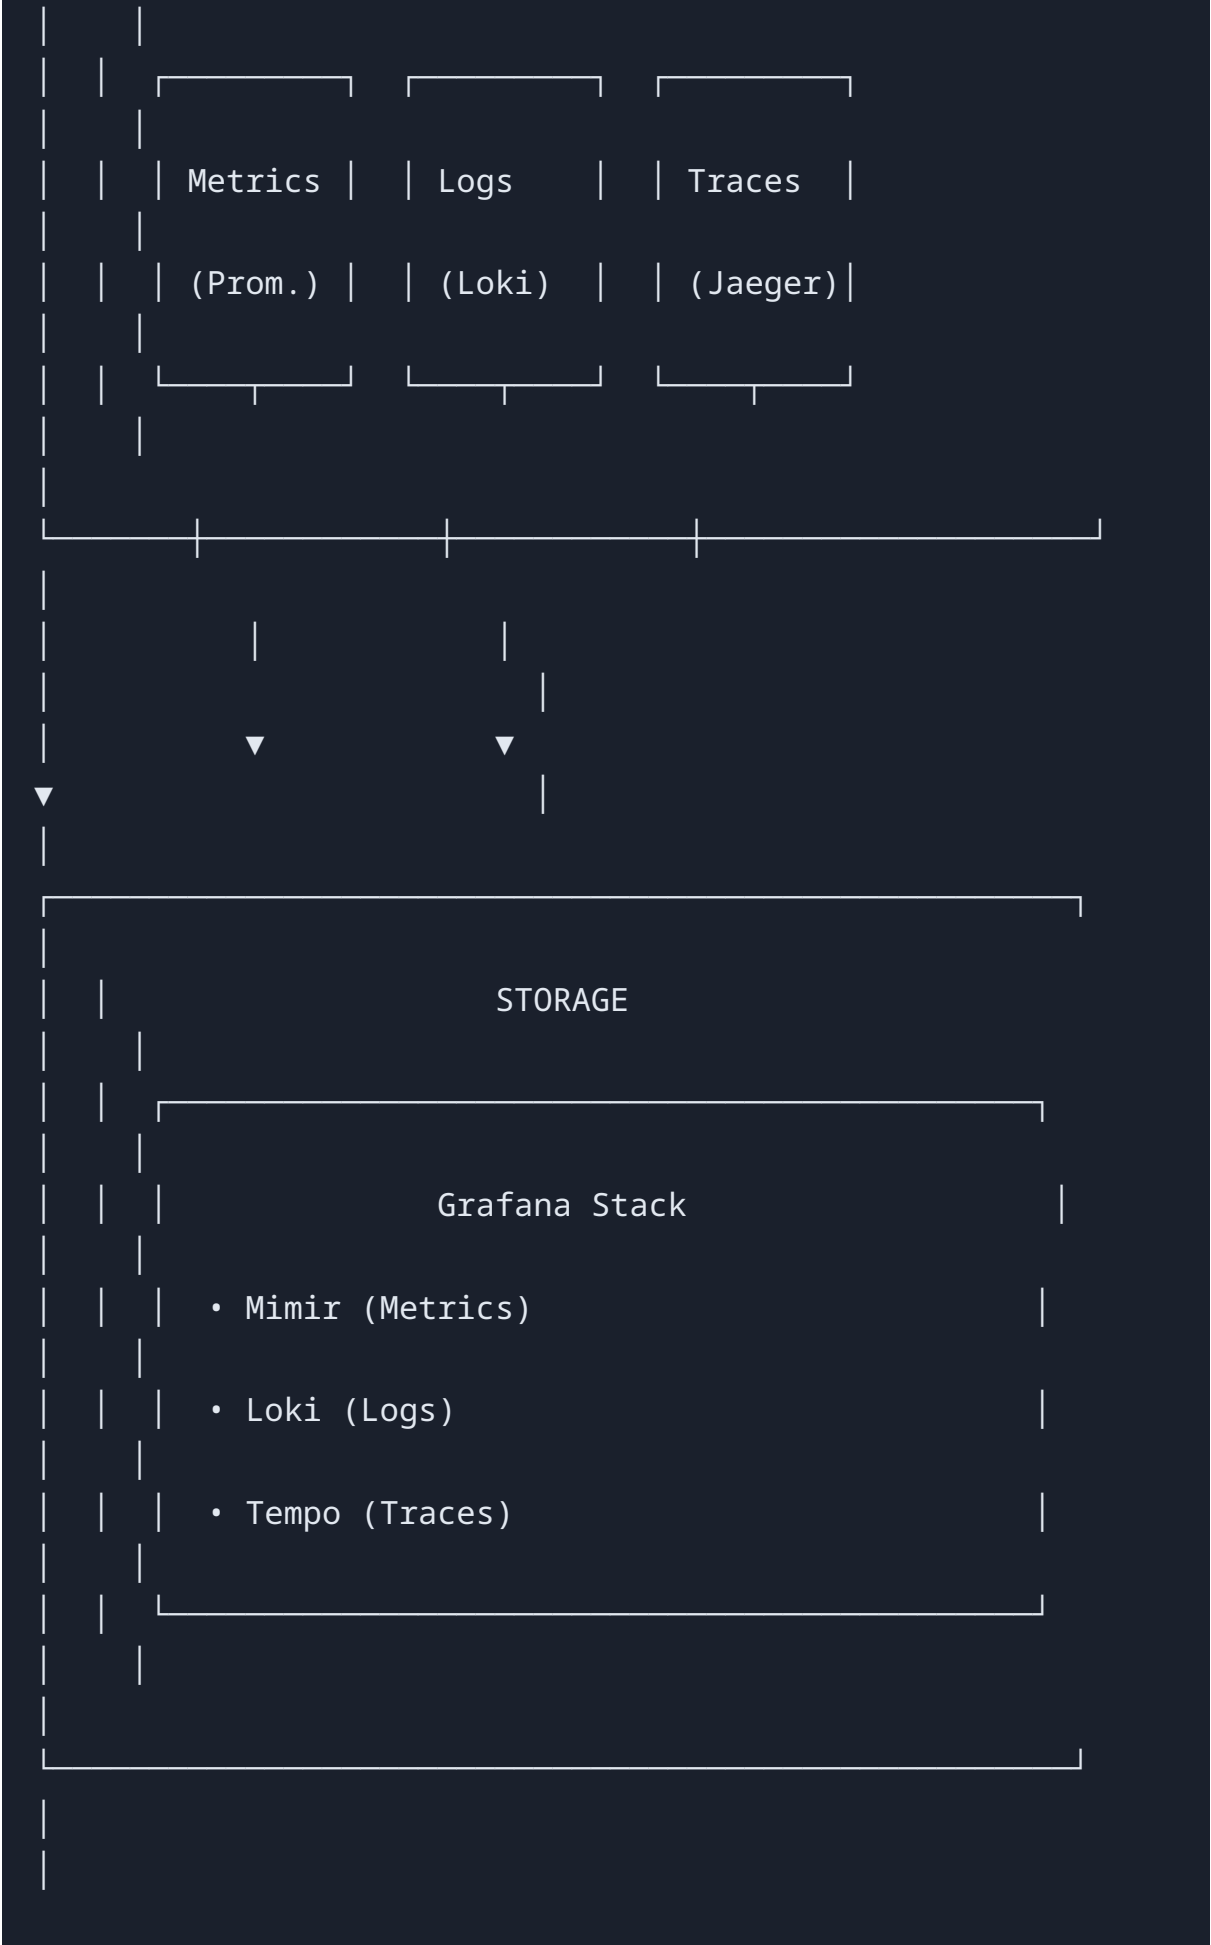 Metrics Logs Traces
(Prom.) (Loki) (Jaeger)
STORAGE
Grafana Stack
• Mimir (Metrics)
• Loki (Logs)
• Tempo (Traces)